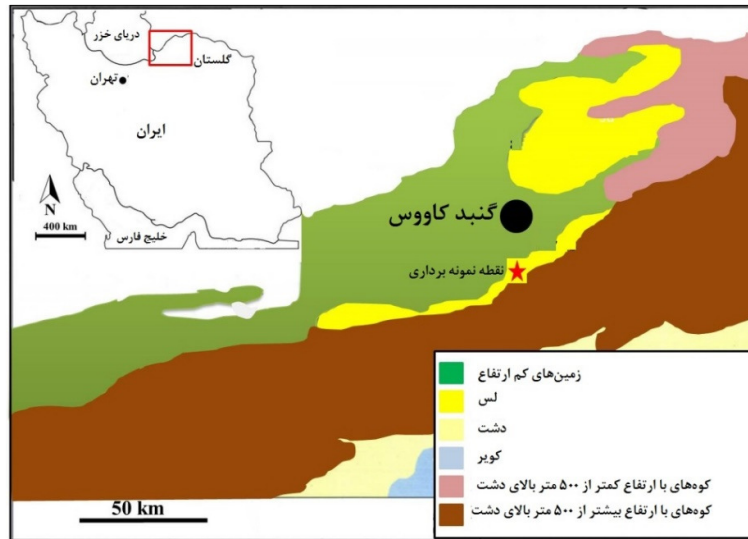 دریای خزر
گلستان
تهران
ایران
N
400 km
خلیج فارس
گنبد کاووس
نقطه نمونه برداری
زمین‌های کم ارتفاع
لس
دشت
کویر
کوه‌های با ارتفاع کمتر از ۵۰۰ متر بالای دشت
کوه‌های با ارتفاع بیشتر از ۵۰۰ متر بالای دشت
50 km